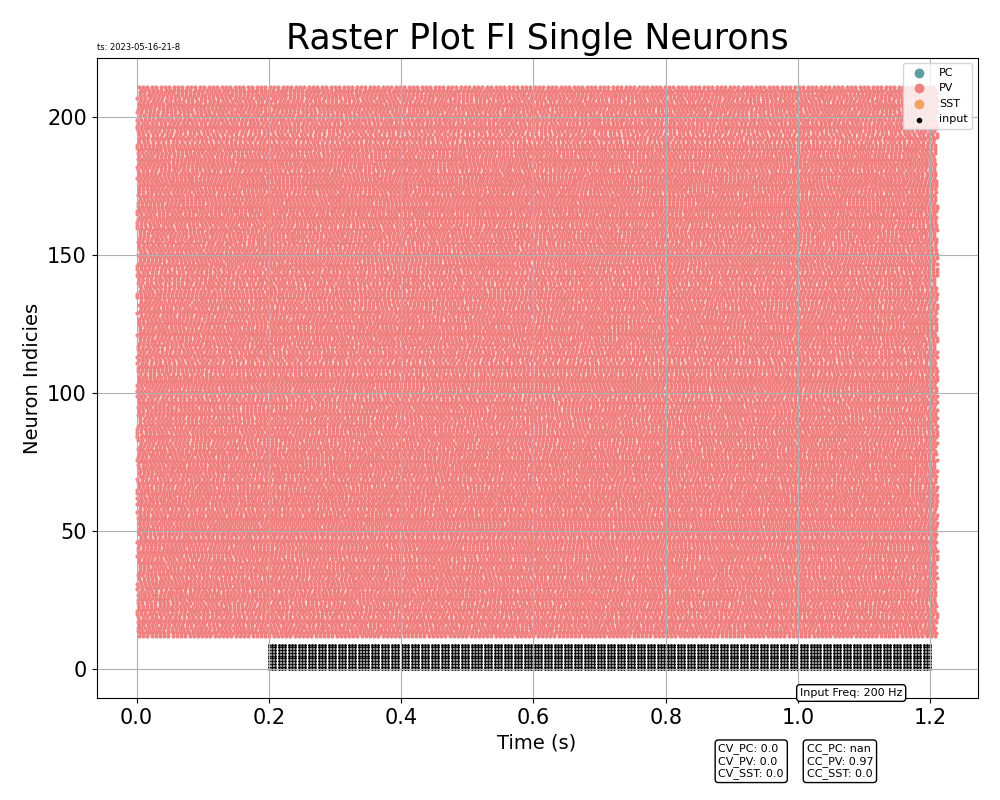 Raster Plot FI Single Neurons
ts: 2023-05-16-21-8
PC
PV
SST
input
200
150
100
50
0
Neuron Indicies
0.0 0.2 0.4 0.6 0.8 1.0 1.2
Input Freq: 200 Hz
Time (s)
CV_PC: 0.0
CV_PV: 0.0
CV_SST: 0.0
CC_PC: nan
CC_PV: 0.97
CC_SST: 0.0